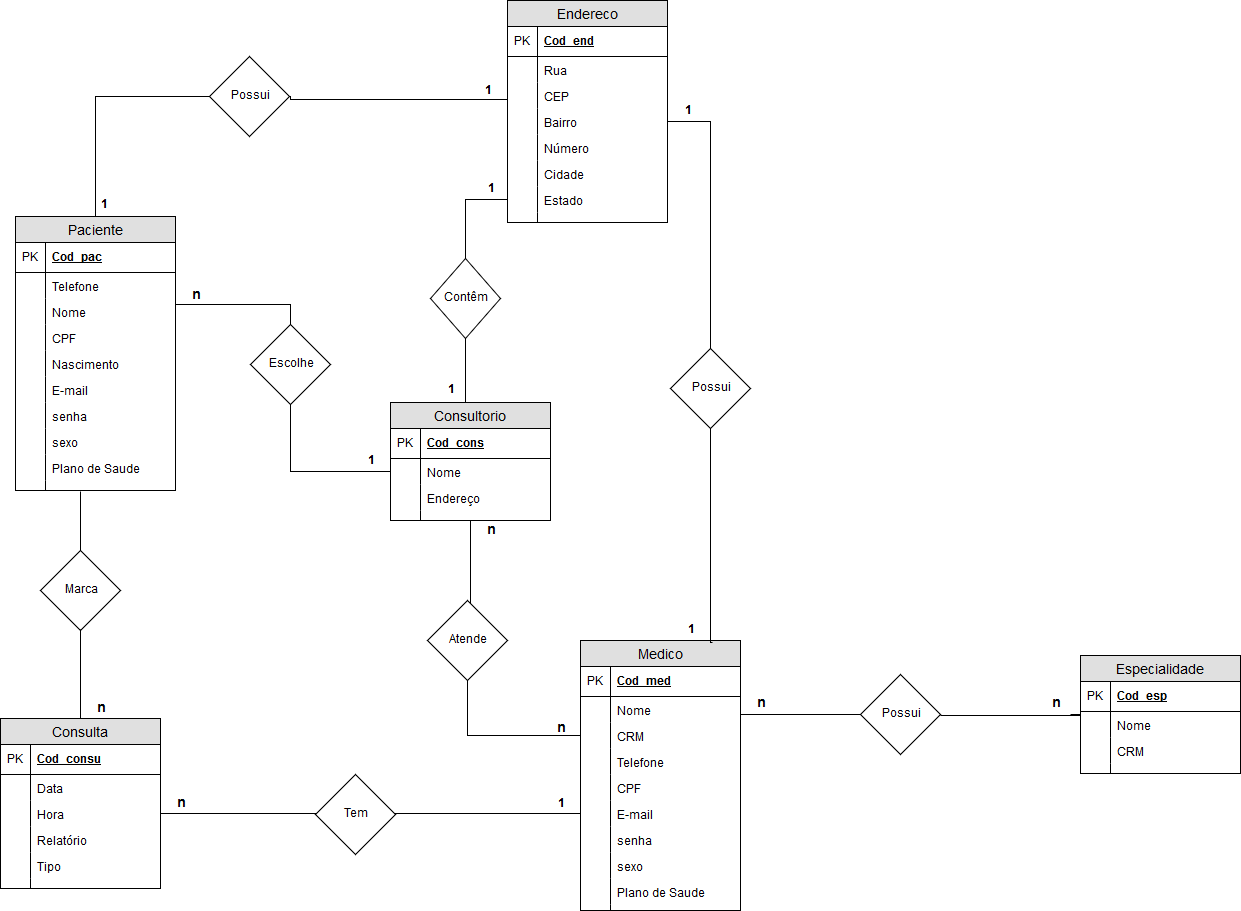 Endereco
PK Cod_end
Rua
CEP
Bairro
Número
Cidade
Estado
Possui
1
1
1
1
Paciente
PK Cod_pac
Telefone
Nome
CPF
Nascimento
E-mail
senha
sexo
Plano de Saude
n
Escolhe
1
Contêm
1
Possui
1
Consultorio
PK Cod_cons
Nome
Endereço
n
Marca
n
Atende
n
Medico
PK Cod_med
Nome
CRM
Telefone
CPF
E-mail
senha
sexo
Plano de Saude
n
Possui
n
Especialidade
PK Cod_esp
Nome
CRM
Consulta
PK Cod_consu
Data
Hora
Relatório
Tipo
n
Tem
1